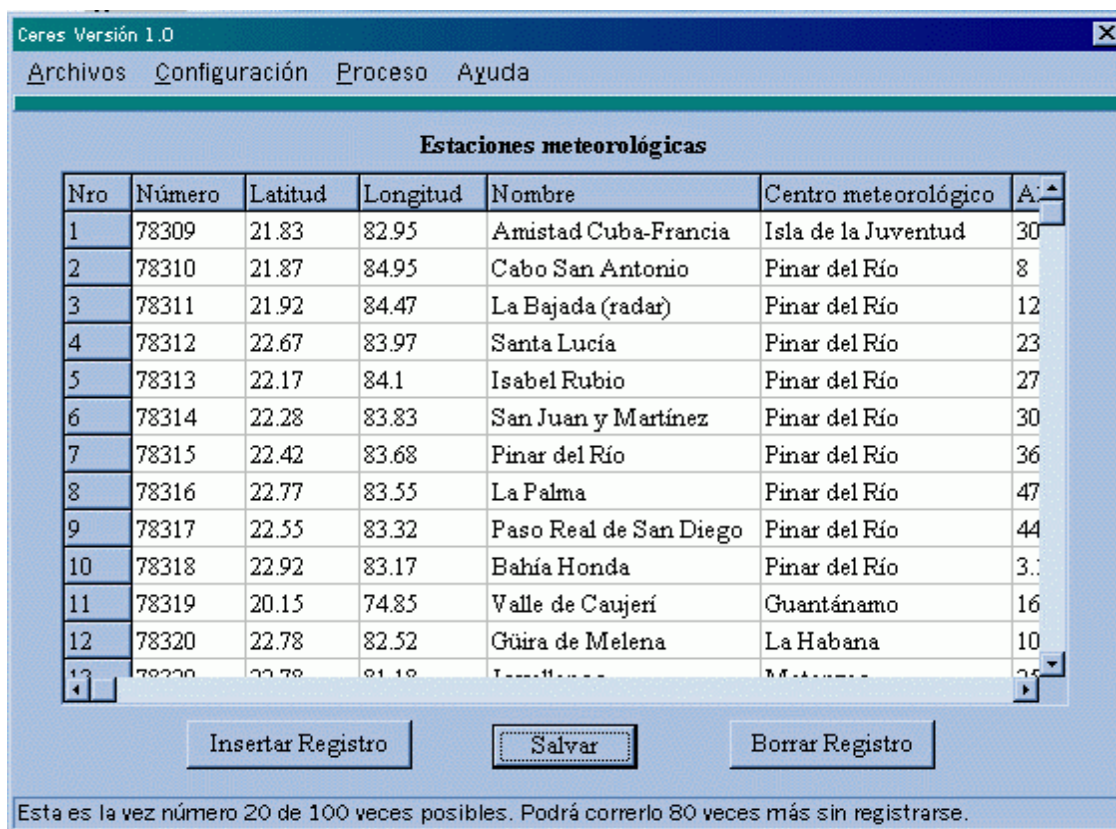 Ceres Versión 1.0
Archivos Configuración Proceso Ayuda
Estaciones meteorológicas
Nro Número Latitud Longitud Nombre Centro meteorológico
1 78309 21.83 82.95 Amistad Cuba-Francia Isla de la Juventud 30
2 78310 21.87 84.95 Cabo San Antonio Pinar del Río 8
3 78311 21.92 84.47 La Bajada (radar) Pinar del Río 12
4 78312 22.67 83.97 Santa Lucía Pinar del Río 23
5 78313 22.17 84.1 Isabel Rubio Pinar del Río 27
6 78314 22.28 83.83 San Juan y Martínez Pinar del Río 30
7 78315 22.42 83.68 Pinar del Río Pinar del Río 36
8 78316 22.77 83.55 La Palma Pinar del Río 47
9 78317 22.55 83.32 Paso Real de San Diego Pinar del Río 44
10 78318 22.92 83.17 Bahía Honda Pinar del Río 3.
11 78319 20.15 74.85 Valle de Caujerí Guantánamo 16
12 78320 22.78 82.52 Güira de Melena La Habana 10
Insertar Registro Salvar Borrar Registro
Esta es la vez número 20 de 100 veces posibles. Podrá correrlo 80 veces más sin registrarse.